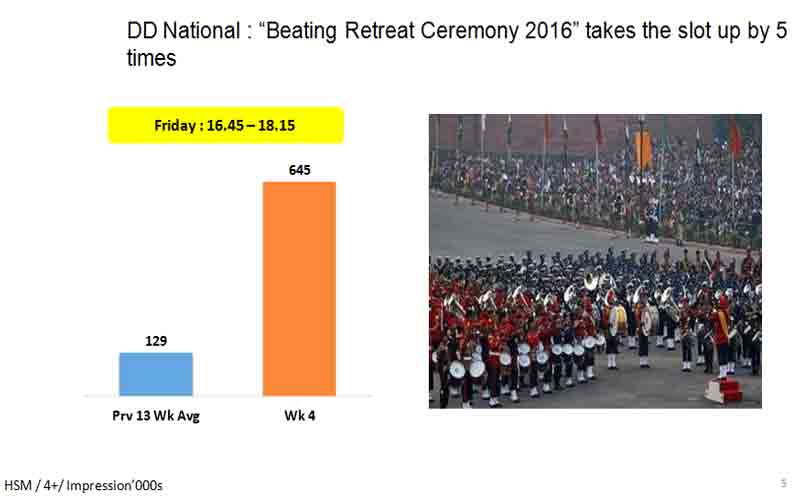 DD National : “Beating Retreat Ceremony 2016” takes the slot up by 5
times
Friday : 16.45 – 18.15
645
129
Prv 13 Wk Avg
Wk 4
HSM / 4+/ Impression’000s
5